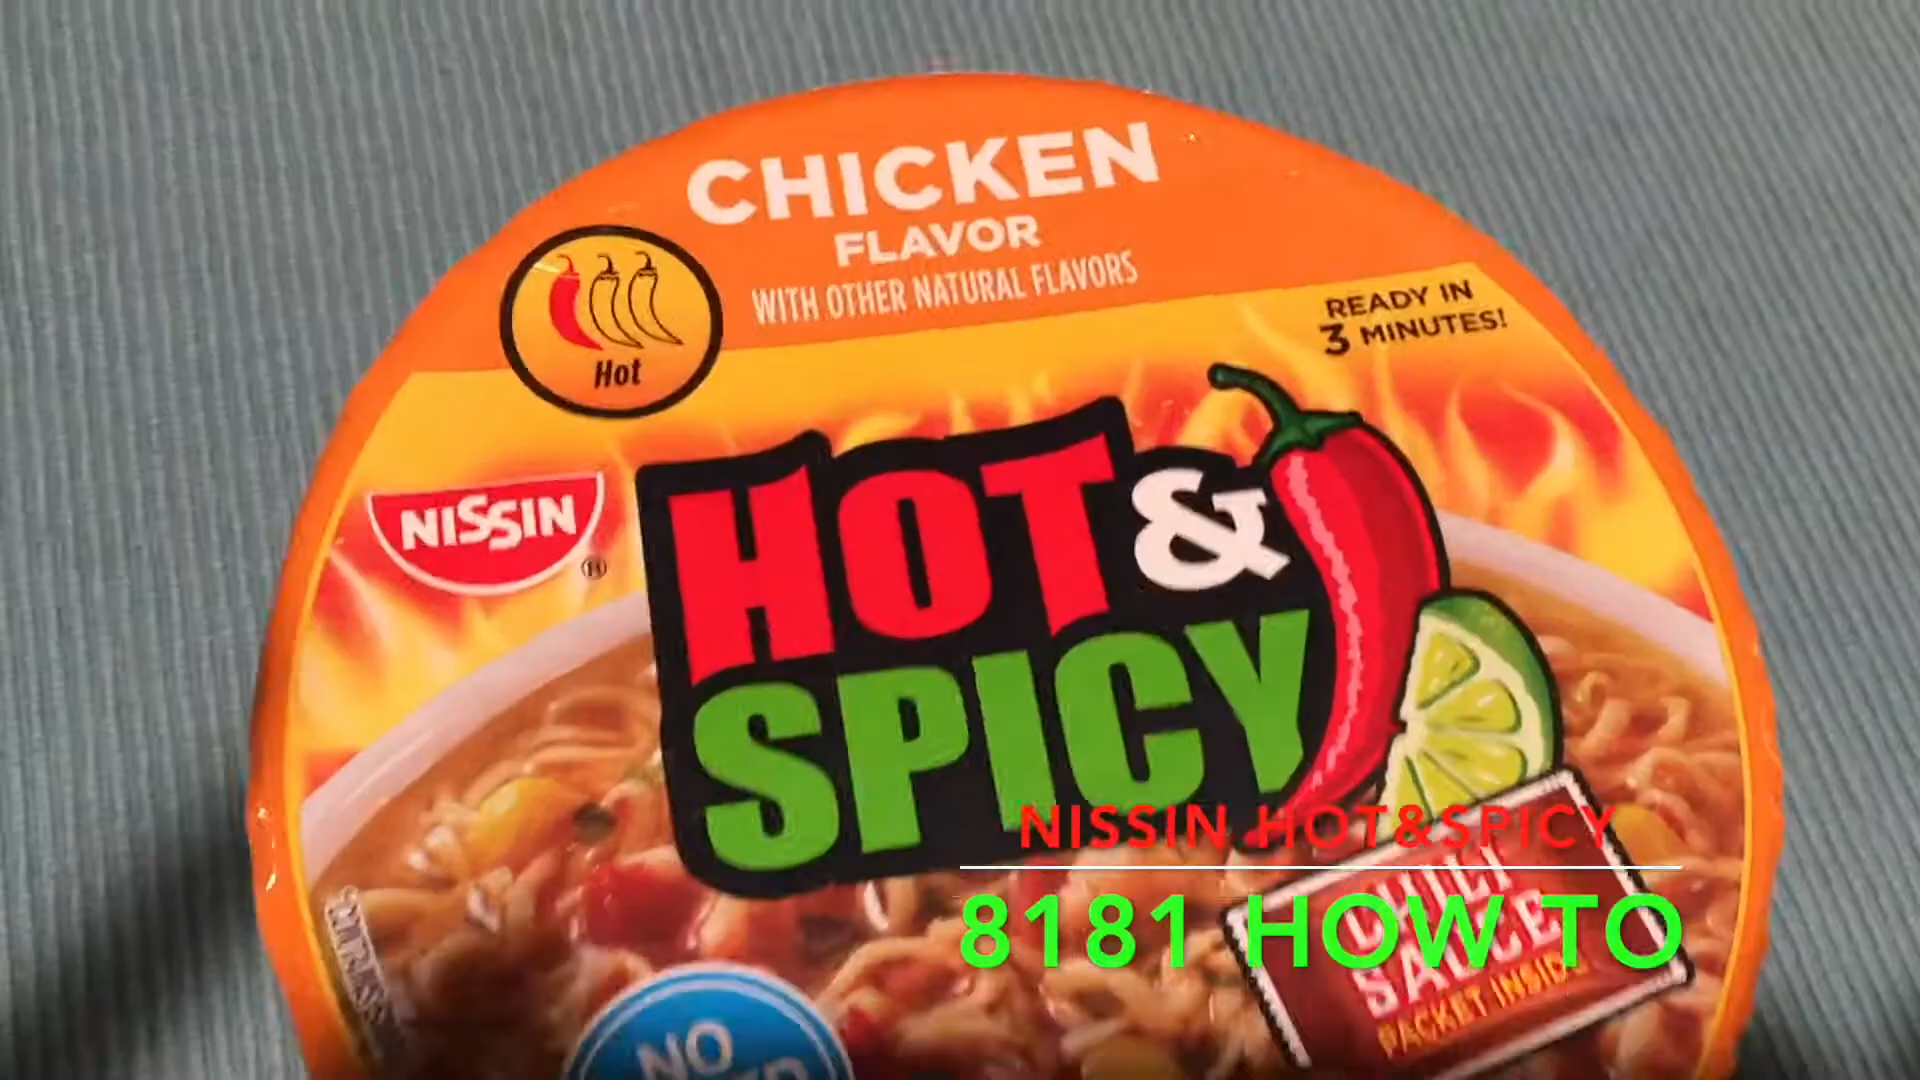 CHICKEN
FLAVOR
WITH OTHER NATURAL FLAVORS
Hot
READY IN
3 MINUTES!
NISSIN
®
HOT &
SPICY
NISSIN HOT&SPICY
8181 HOW TO
CHILI
SAUCE
PACKET INSIDE
NO